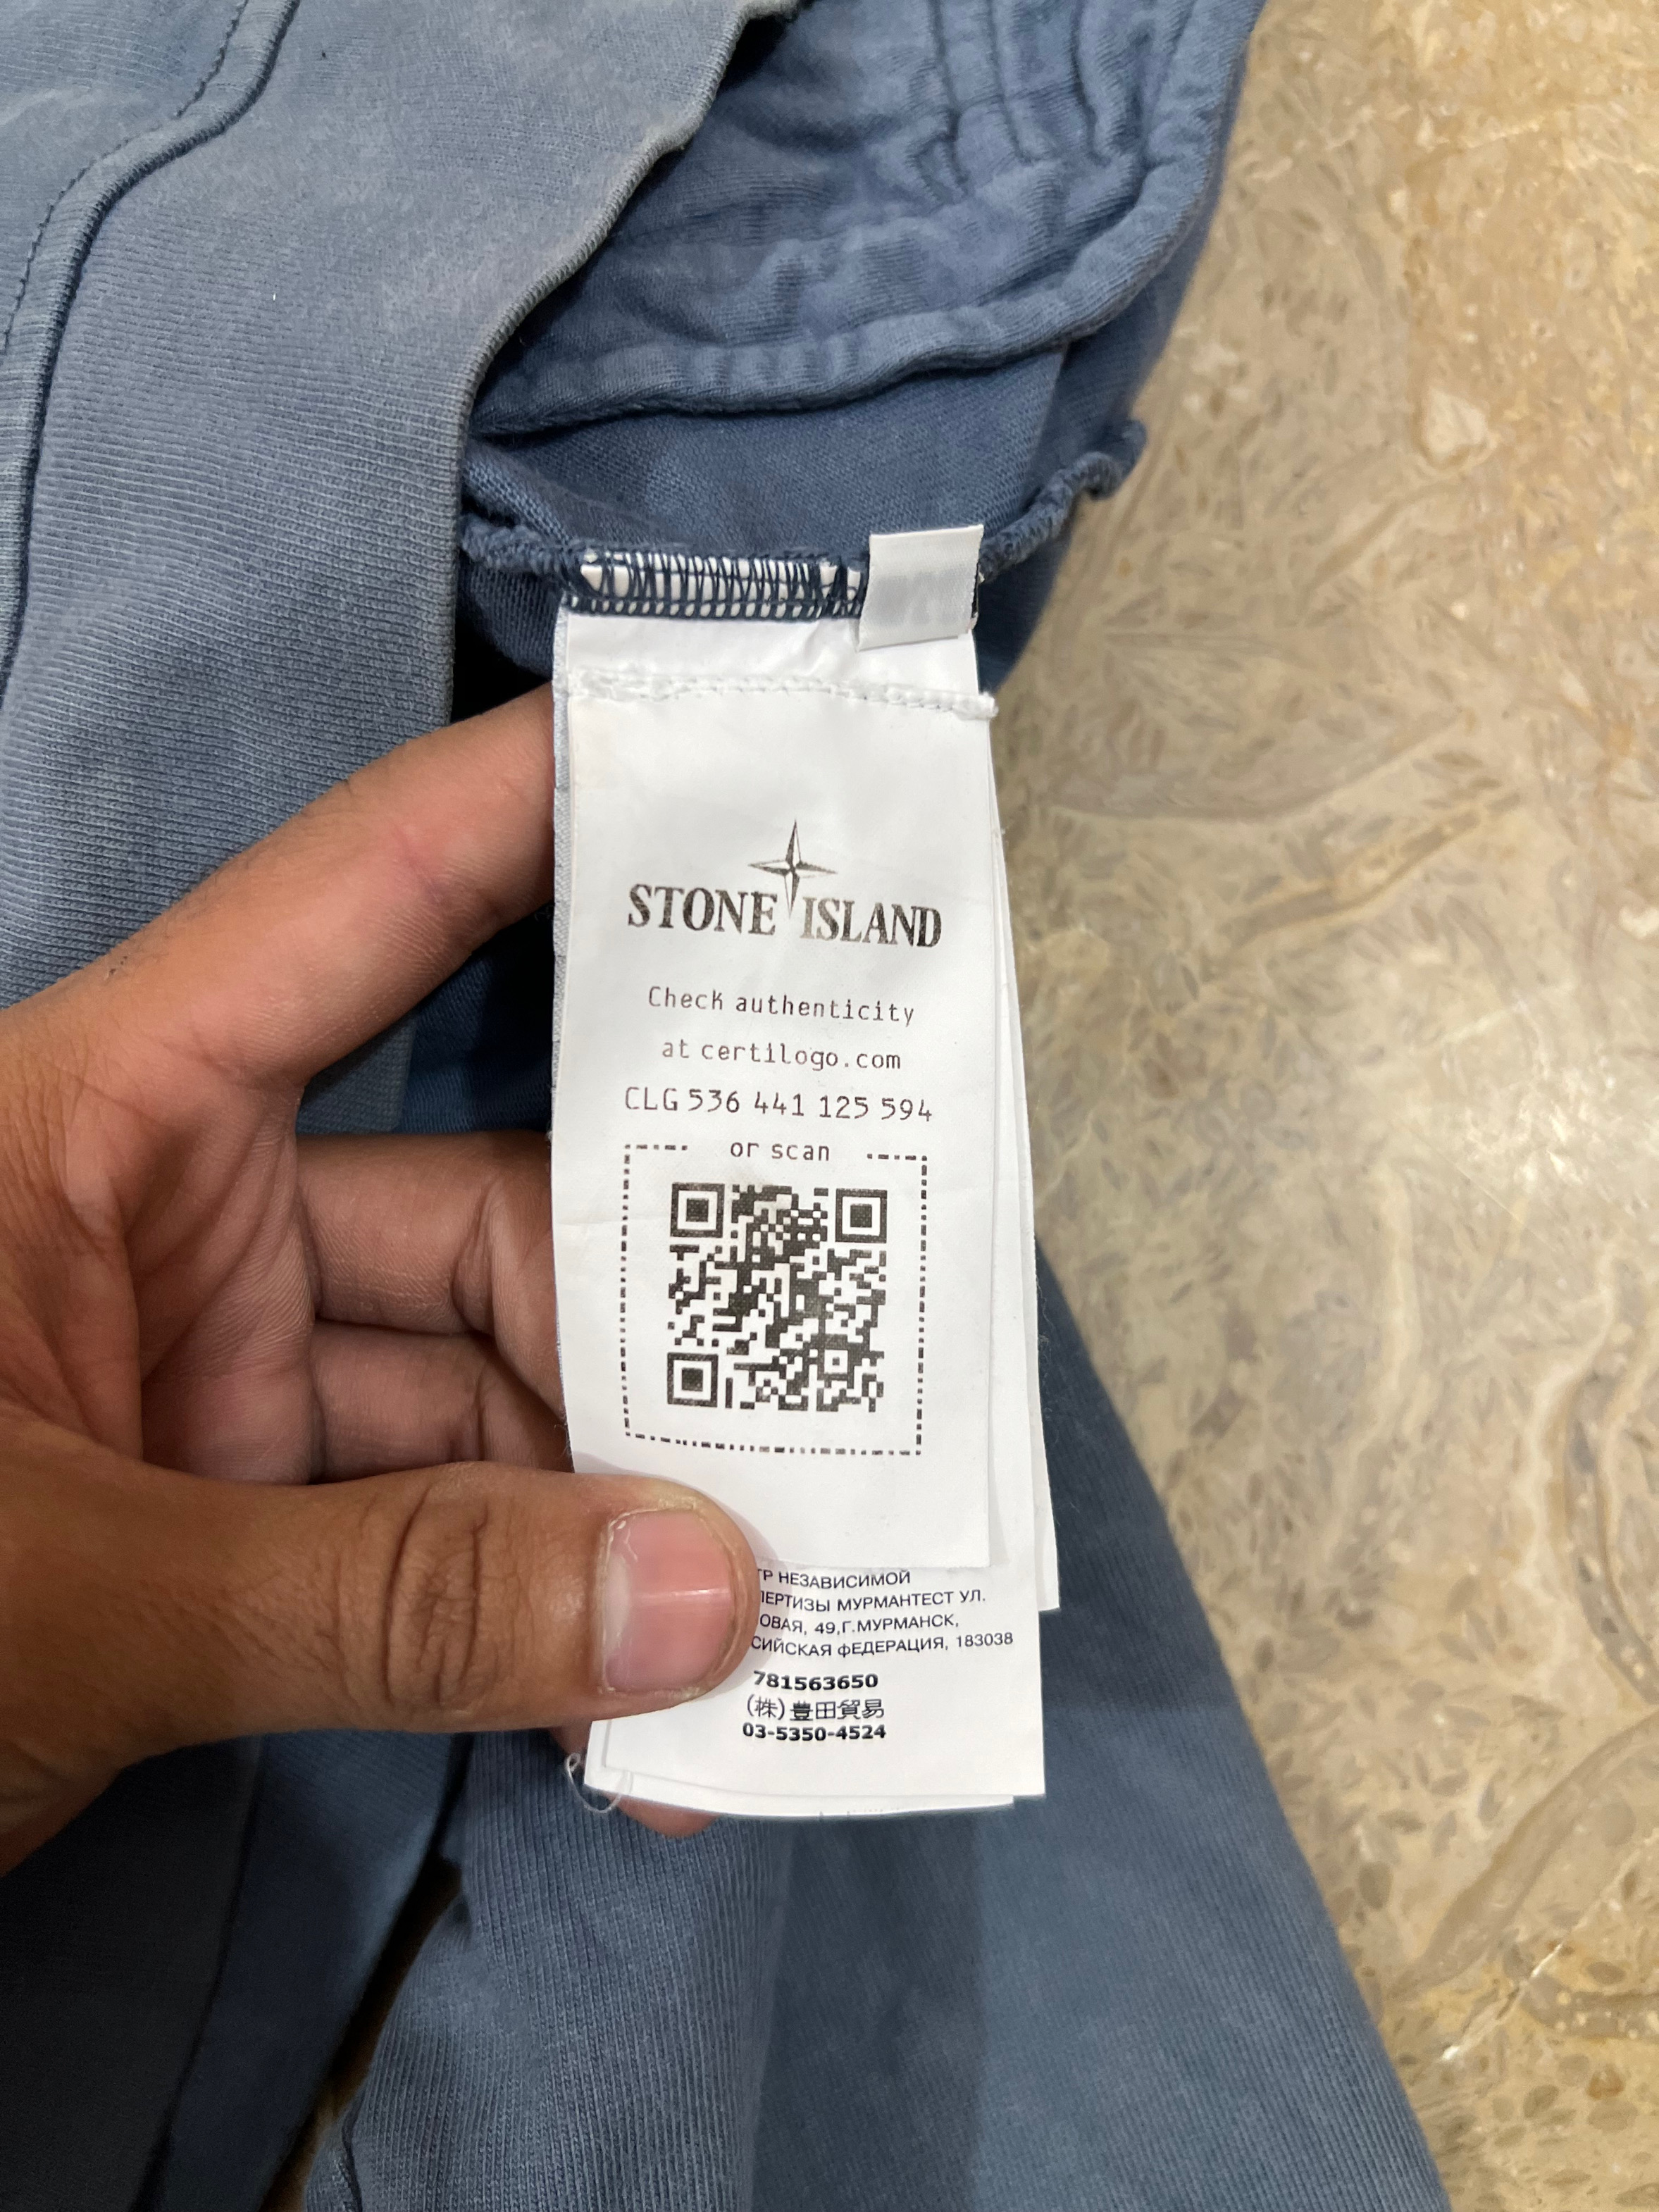 STONE ISLAND
Check authenticity
at certilogo.com
CLG 536 441 125 594
or scan
НЕЗАВИСИМОЙ
МУРМАНТЕСТ УЛ.
49,Г.МУРМАНСК,
ФЕДЕРАЦИЯ, 183038
781563650
(株)豊田貿易
03-5350-4524